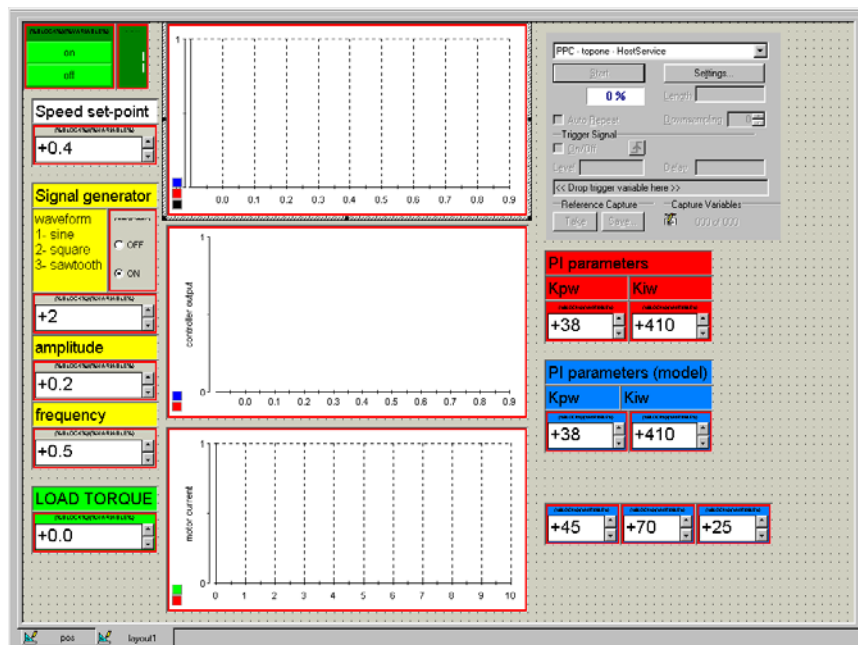 on
off
Speed set-point
+0.4
Signal generator
waveform
1- sine
2- square
3- sawtooth
OFF
ON
+2
amplitude
+0.2
frequency
+0.5
LOAD TORQUE
+0.0
1
0
0.0 0.1 0.2 0.3 0.4 0.5 0.6 0.7 0.8 0.9
controller output
1
0
0.0 0.1 0.2 0.3 0.4 0.5 0.6 0.7 0.8 0.9
motor current
1
0
0 1 2 3 4 5 6 7 8 9 10
PPC - topone - HostService
Start Settings...
0 % Length
Auto Repeat Downsampling
Trigger Signal
On/Off
Level Delay
<< Drop trigger variable here >>
Reference Capture Capture Variables
Take Save...
PI parameters
Kpw Kiw
+38 +410
PI parameters (model)
Kpw Kiw
+38 +410
+45 +70 +25
pos layout1